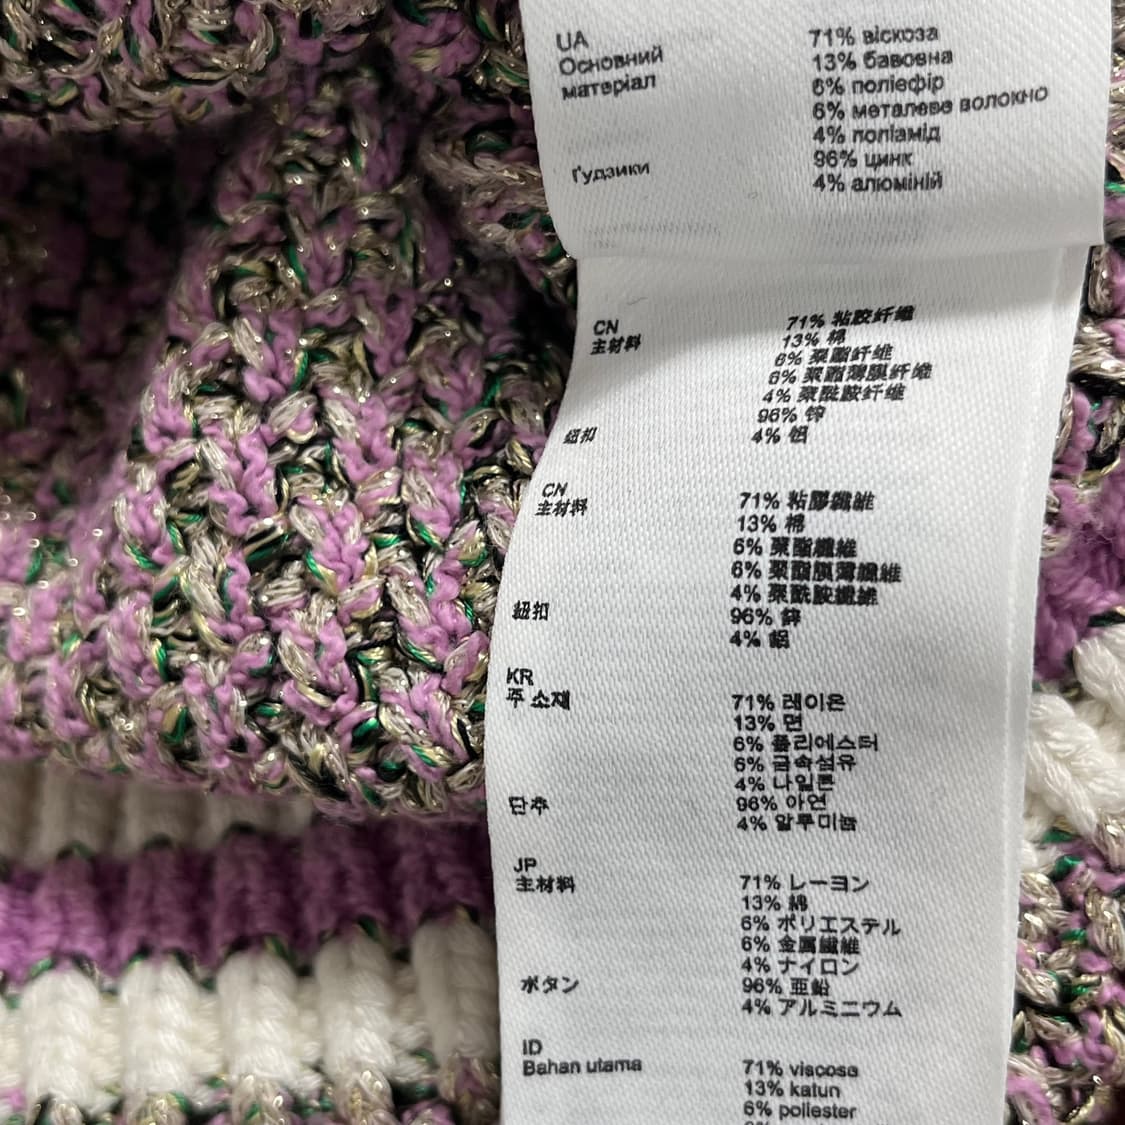 UA
Основний
матеріал
71% віскоза
13% бавовна
6% поліефір
6% металеве волокно
4% поліамід
Ґудзики
96% цинк
4% алюміній
CN
主材料
71% 粘胶纤维
13% 棉
6% 聚酯纤维
6% 聚酯薄膜纤维
4% 聚酰胺纤维
纽扣
96% 锌
4% 铝
CN
主材料
71% 粘膠纖維
13% 棉
6% 聚酯纖維
6% 聚酯膜薄纖維
4% 聚酰胺纖維
紐扣
96% 鋅
4% 鋁
KR
주 소재
71% 레이온
13% 면
6% 폴리에스터
6% 금속섬유
4% 나일론
단추
96% 아연
4% 알루미늄
JP
主材料
71% レーヨン
13% 綿
6% ポリエステル
6% 金属繊維
4% ナイロン
ボタン
96% 亜鉛
4% アルミニウム
ID
Bahan utama
71% viscosa
13% katun
6% poliester